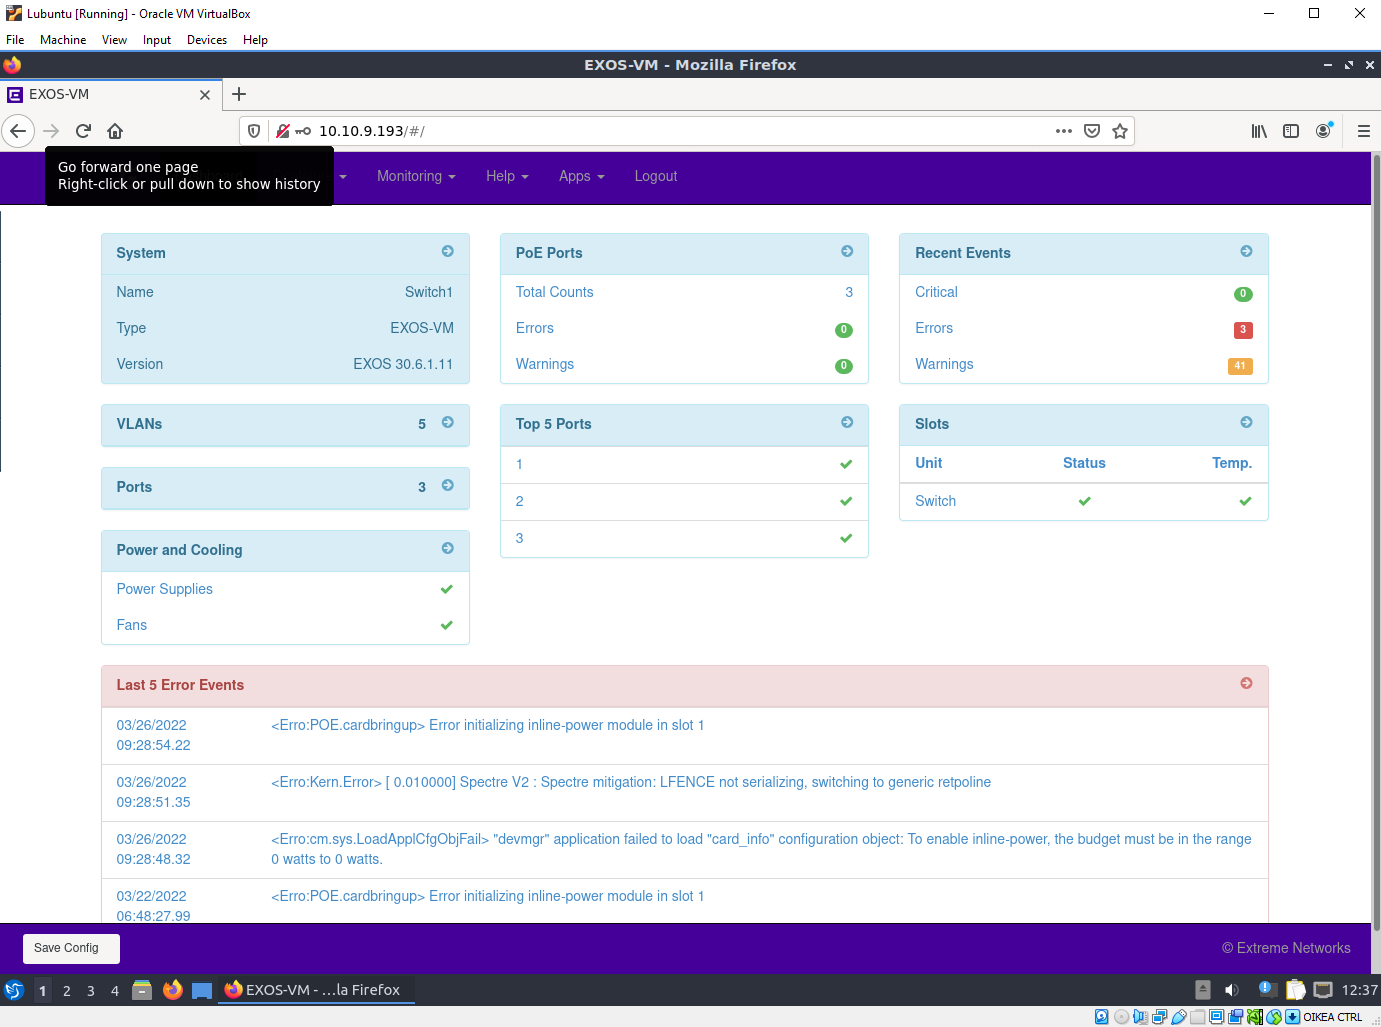 Lubuntu [Running] - Oracle VM VirtualBox
File Machine View Input Devices Help
EXOS-VM - Mozilla Firefox
EXOS-VM
10.10.9.193/#/
Go forward one page
Right-click or pull down to show history
Monitoring Help Apps Logout
System
Name Switch1
Type EXOS-VM
Version EXOS 30.6.1.11
VLANs 5
Ports 3
Power and Cooling
Power Supplies
Fans
PoE Ports
Total Counts 3
Errors 0
Warnings 0
Top 5 Ports
1
2
3
Recent Events
Critical 0
Errors 3
Warnings 41
Slots
Unit Status Temp.
Switch
Last 5 Error Events
03/26/2022 <Erro:POE.cardbringup> Error initializing inline-power module in slot 1
09:28:54.22
03/26/2022 <Erro:Kern.Error> [ 0.010000] Spectre V2 : Spectre mitigation: LFENCE not serializing, switching to generic retpoline
09:28:51.35
03/26/2022 <Erro:cm.sys.LoadApplCfgObjFail> "devmgr" application failed to load "card_info" configuration object: To enable inline-power, the budget must be in the range
09:28:48.32 0 watts to 0 watts.
03/22/2022 <Erro:POE.cardbringup> Error initializing inline-power module in slot 1
06:48:27.99
Save Config © Extreme Networks
1 2 3 4 EXOS-VM - ...la Firefox 12:37
OIKEA CTRL